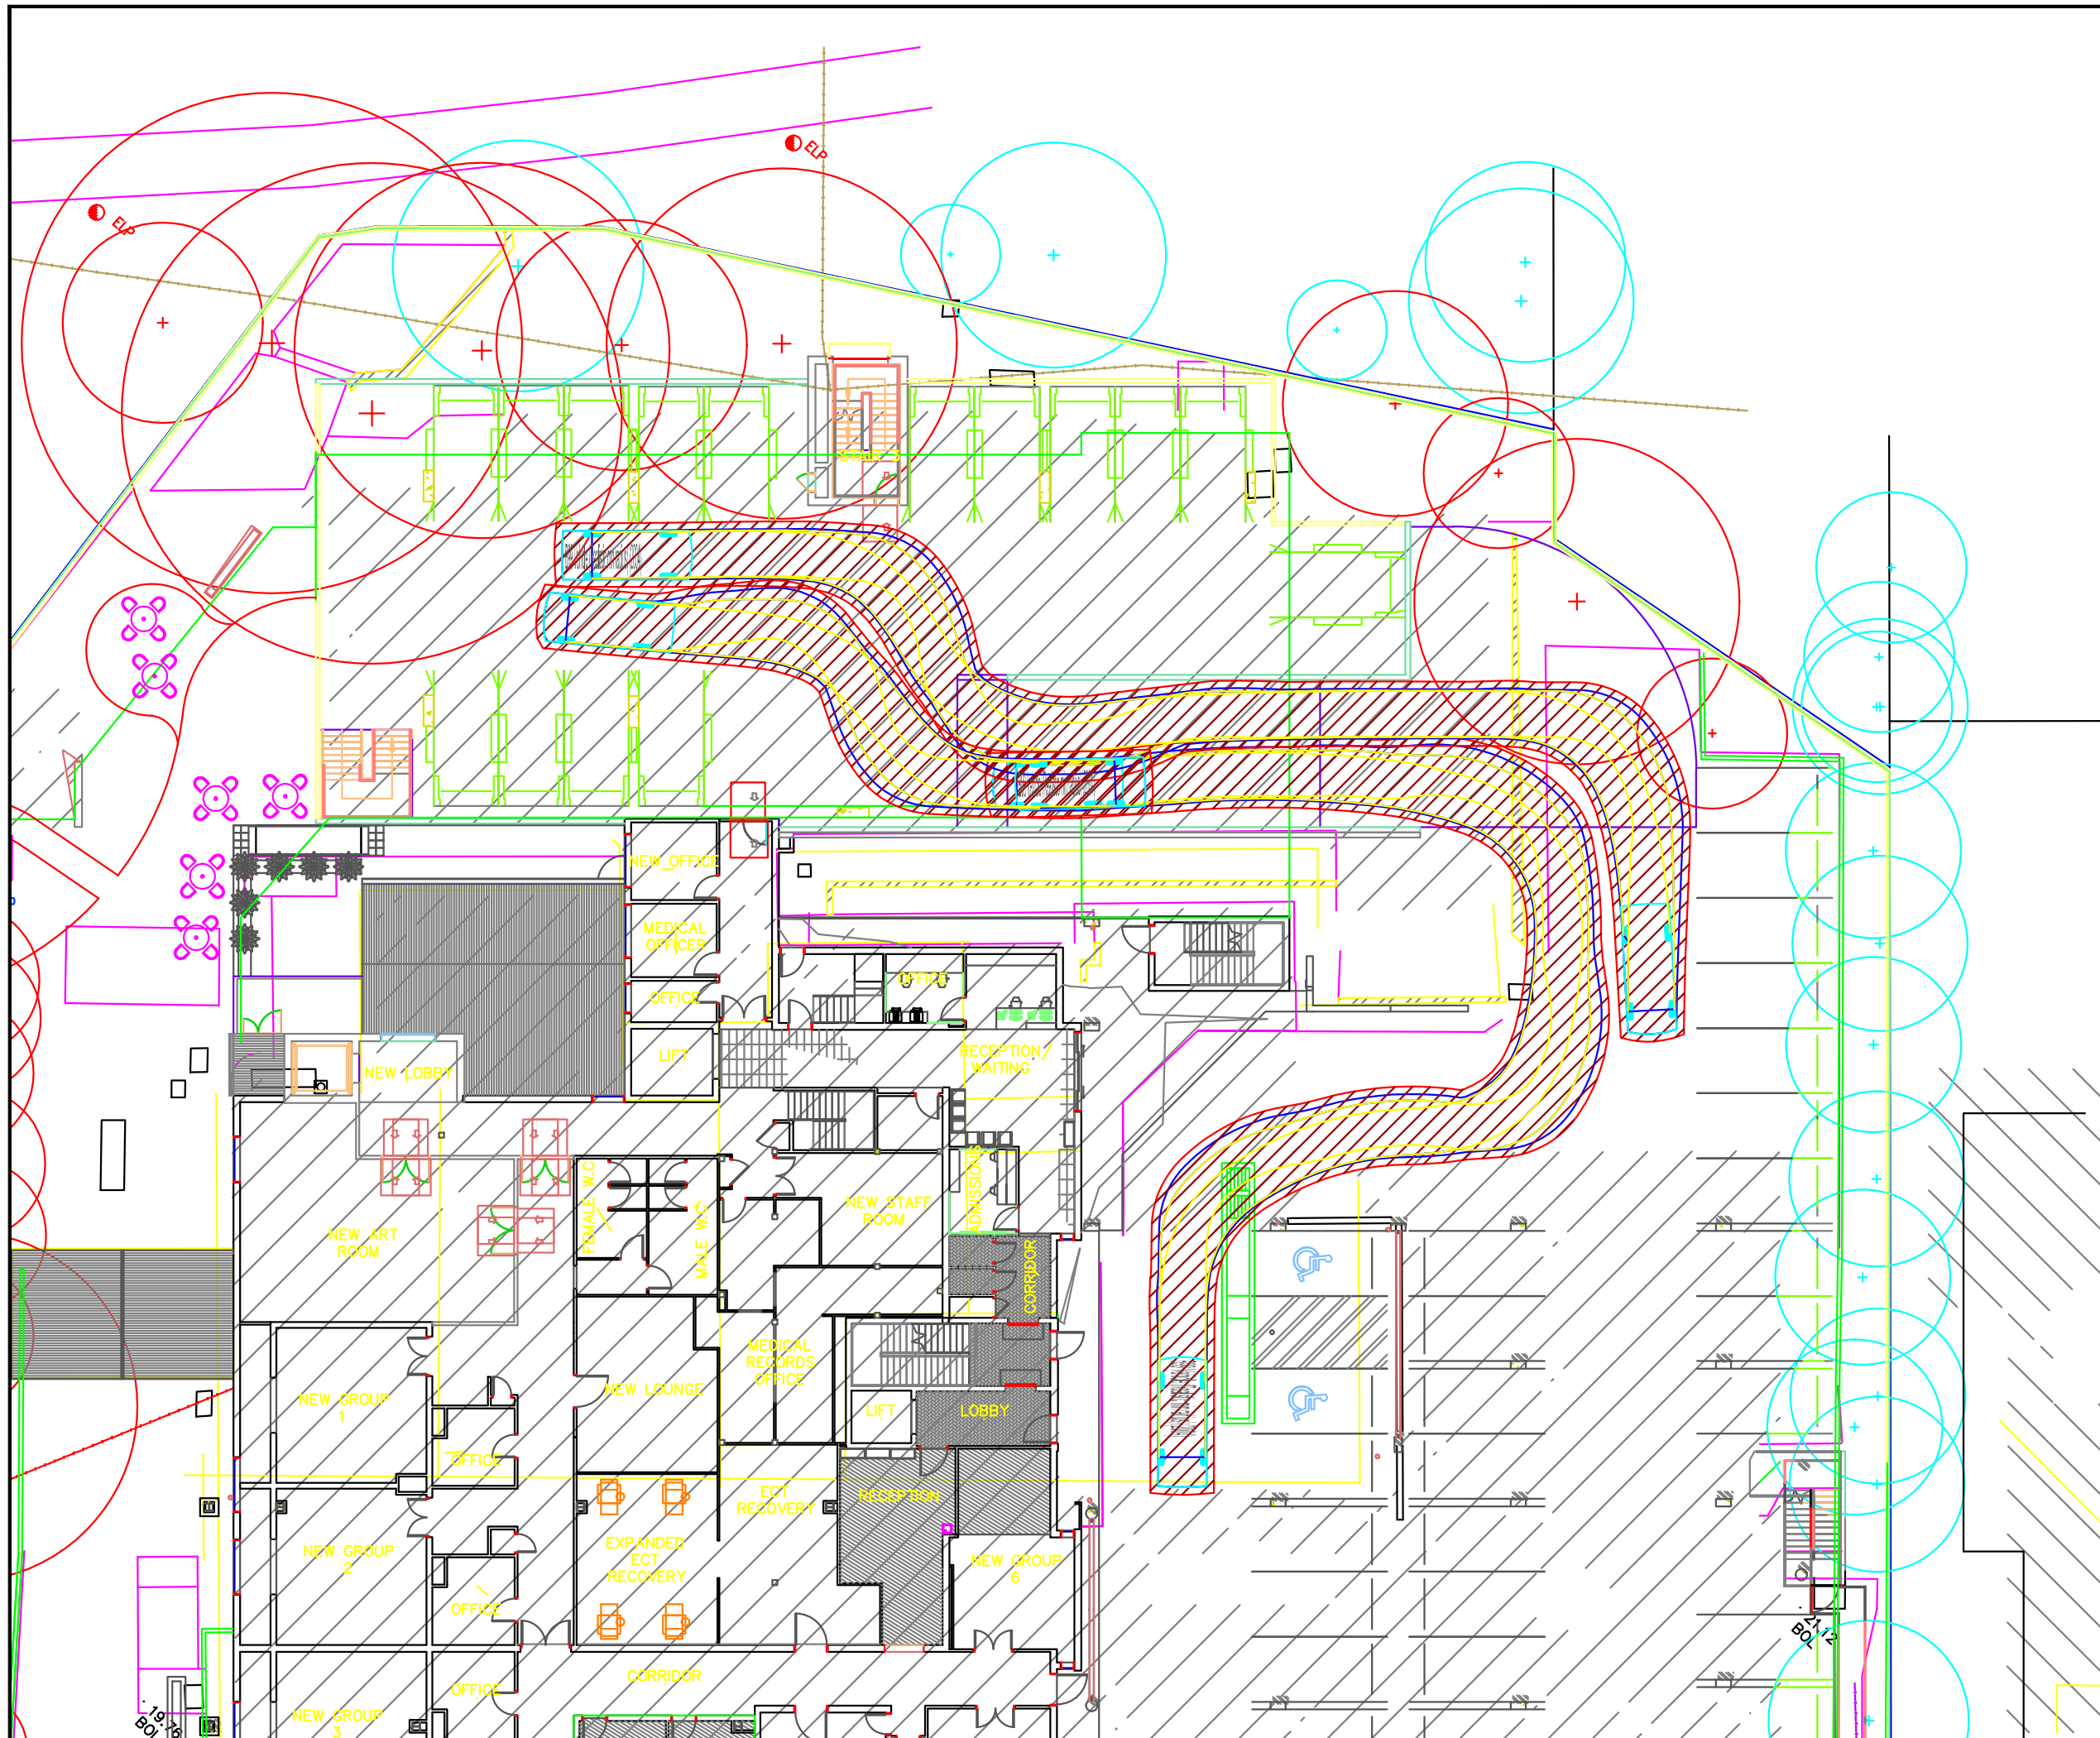 ELP
ELP
STAIR 3
NEW OFFICE
MEDICAL
OFFICER
OFFICE
OFFICE
LIFT
NEW LOBBY
RECEPTION/
WAITING
NEW ART
ROOM
FEMALE W.C
MALE W.C
NEW STAFF
ROOM
ADMISSIONS
CORRIDOR
MEDICAL
RECORDS
OFFICE
NEW LOUNGE
LIFT
LOBBY
NEW GROUP
1
OFFICE
ECT
RECOVERY
RECEPTION
NEW GROUP
2
EXPANDED
ECT
RECOVERY
NEW GROUP
6
OFFICE
CORRIDOR
OFFICE
NEW GROUP
3
19.76
BOL
21.12
BOL